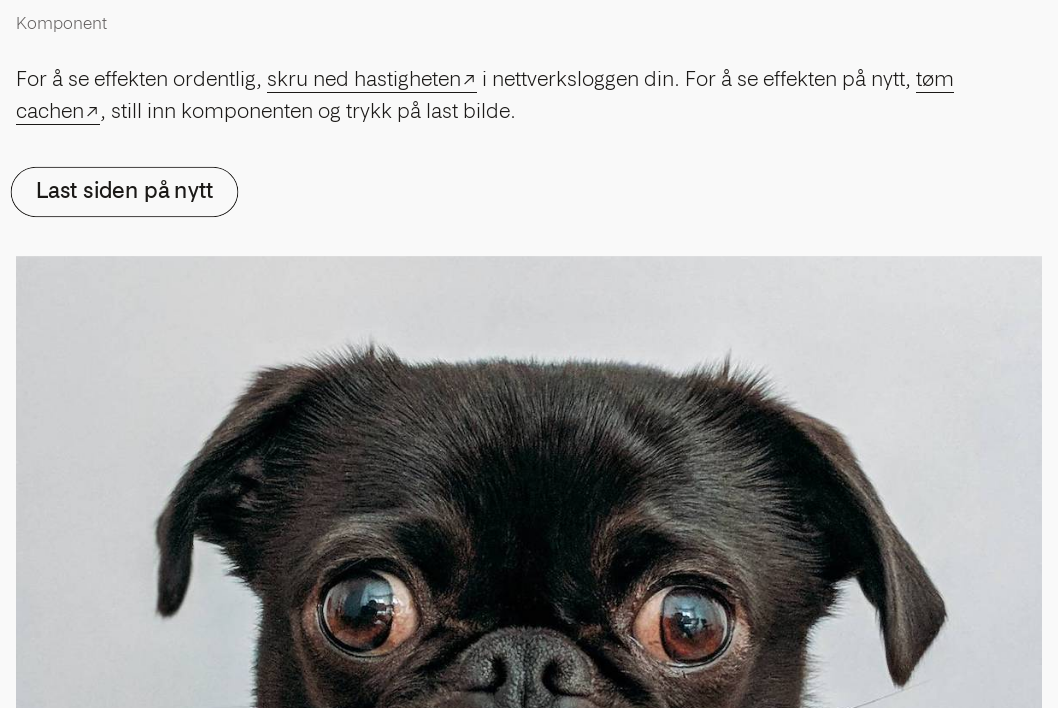 Komponent
For å se effekten ordentlig, skru ned hastigheten↗ i nettverksloggen din. For å se effekten på nytt, tøm
cachen↗, still inn komponenten og trykk på last bilde.
Last siden på nytt